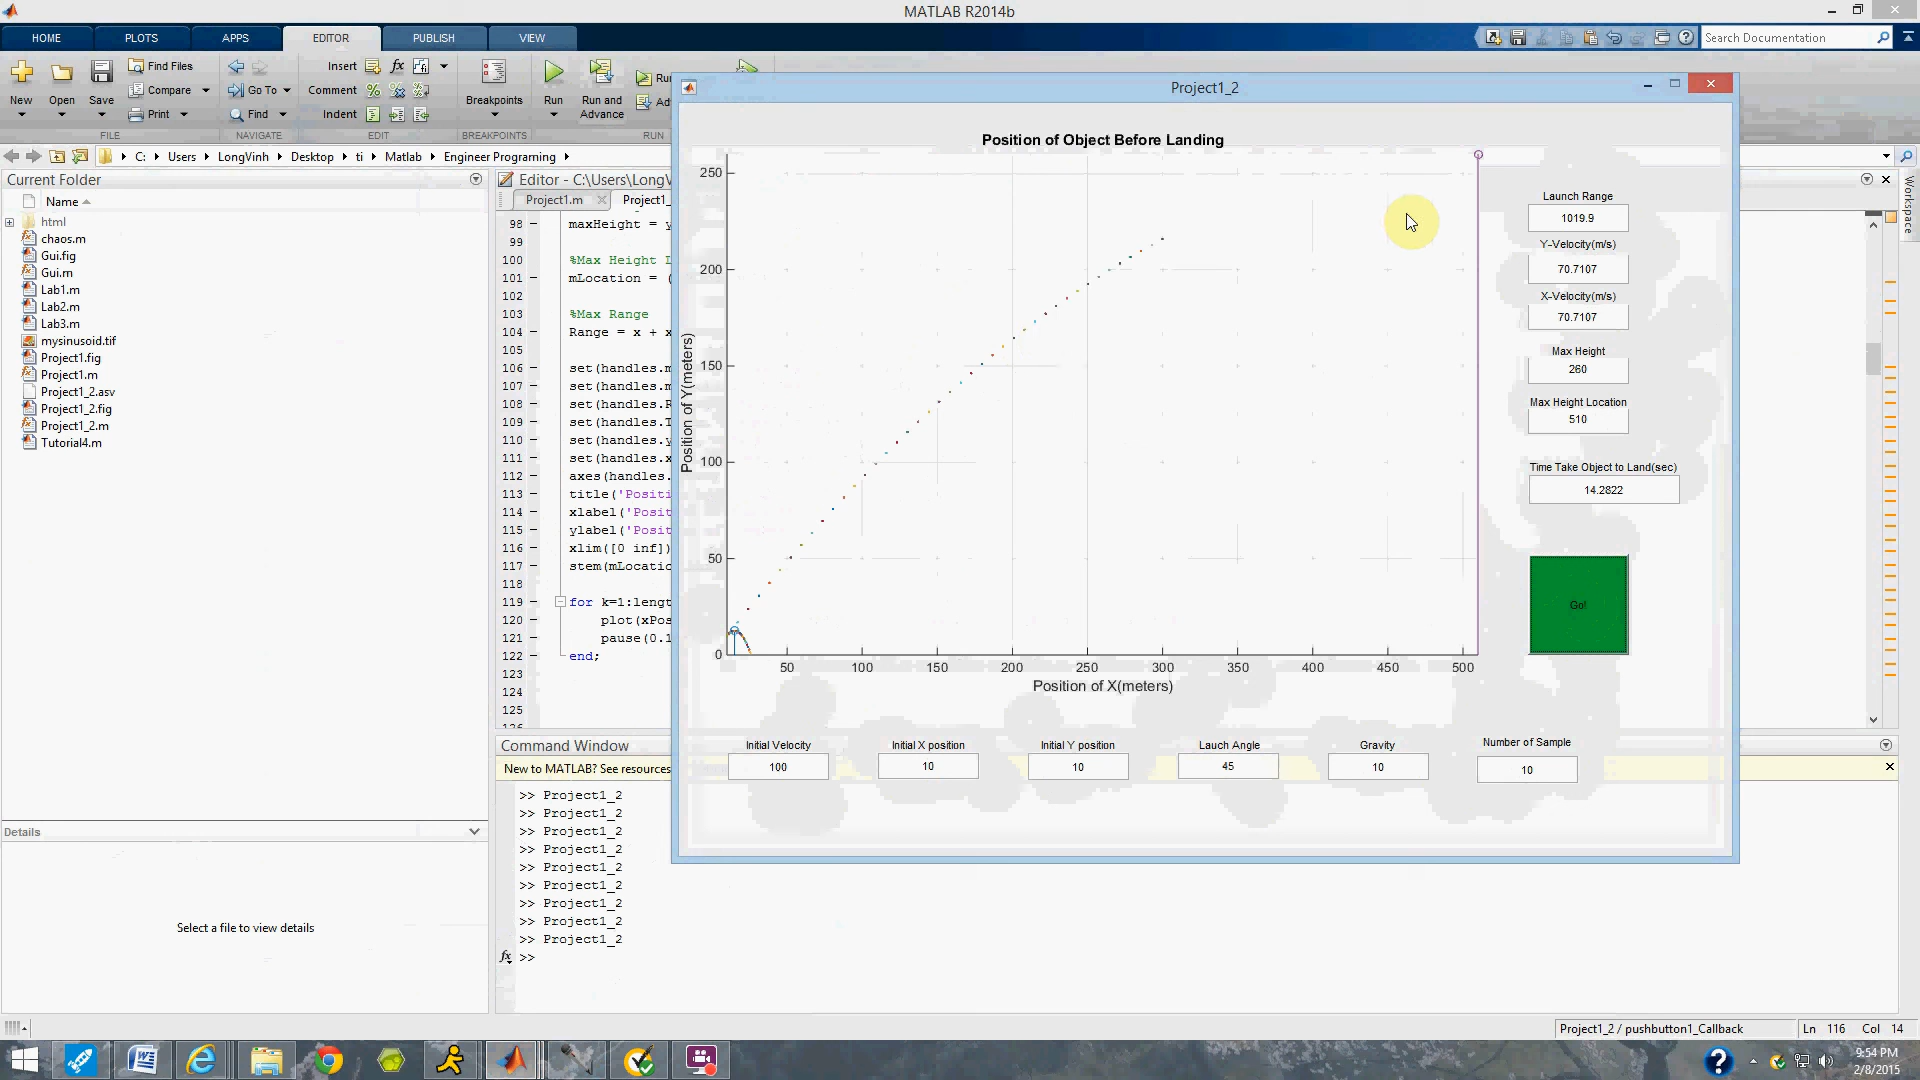 MATLAB R2014b
HOME PLOTS APPS EDITOR PUBLISH VIEW
Search Documentation
New Open Save
Find Files
Compare
Print
Go To
Find
Insert fx
Comment
Indent
Breakpoints
Run
Run and Advance
FILE NAVIGATE EDIT BREAKPOINTS RUN
C: Users LongVinh Desktop ti Matlab Engineer Programing
Current Folder
Name
html
chaos.m
Gui.fig
Gui.m
Lab1.m
Lab2.m
Lab3.m
mysinusoid.tif
Project1.fig
Project1.m
Project1_2.asv
Project1_2.fig
Project1_2.m
Tutorial4.m
Details
Select a file to view details
Editor - C:\Users\LongV
Project1.m Project1_
98 maxHeight = y
99
100 %Max Height L
101 mLocation = (
102
103 %Max Range
104 Range = x + x
105
106 set(handles.m
107 set(handles.m
108 set(handles.R
109 set(handles.T
110 set(handles.y
111 set(handles.x
112 axes(handles.
113 title('Positi
114 xlabel('Posit
115 ylabel('Posit
116 xlim([0 inf])
117 stem(mLocatio
118
119 for k=1:lengt
120 plot(xPos
121 pause(0.1
122 end;
123
124
125
Workspace
Project1_2
Position of Object Before Landing
Position of Y(meters)
250
200
150
100
50
0
50 100 150 200 250 300 350 400 450 500
Position of X(meters)
Launch Range
1019.9
Y-Velocity(m/s)
70.7107
X-Velocity(m/s)
70.7107
Max Height
260
Max Height Location
510
Time Take Object to Land(sec)
14.2822
Go!
Initial Velocity Initial X position Initial Y position Lauch Angle Gravity Number of Sample
100 10 10 45 10 10
Command Window
New to MATLAB? See resources
>> Project1_2
>> Project1_2
>> Project1_2
>> Project1_2
>> Project1_2
>> Project1_2
>> Project1_2
>> Project1_2
>> Project1_2
fx >>
Project1_2 / pushbutton1_Callback Ln 116 Col 14
9:54 PM
2/8/2015